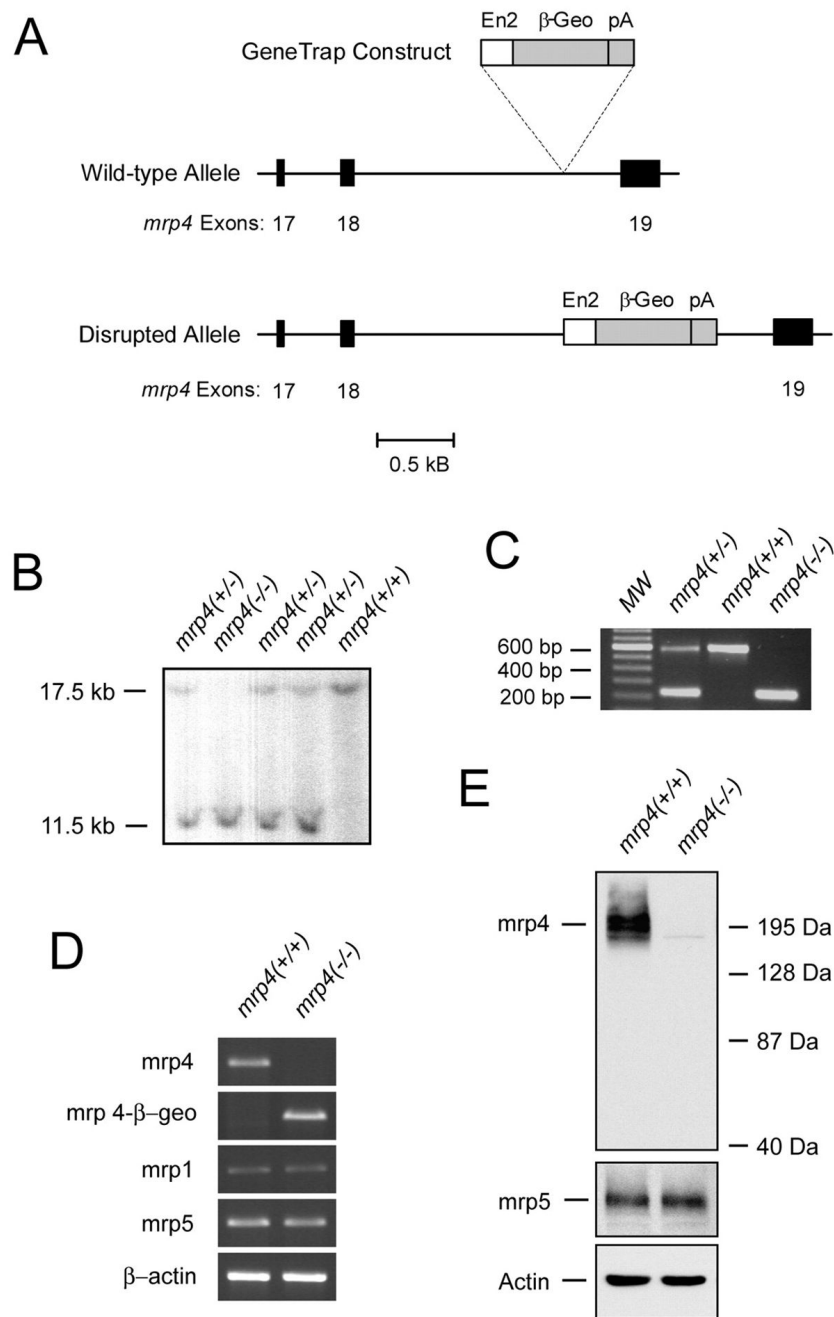 A
En2 β-Geo pA
GeneTrap Construct
Wild-type Allele
mrp4 Exons: 17 18 19
En2 β-Geo pA
Disrupted Allele
mrp4 Exons: 17 18 19
0.5 kB
B
mrp4(+/-) mrp4(-/-) mrp4(+/-) mrp4(+/-) mrp4(+/+)
17.5 kb
11.5 kb
C
MW mrp4(+/-) mrp4(+/+) mrp4(-/-)
600 bp
400 bp
200 bp
D
mrp4(+/+) mrp4(-/-)
mrp4
mrp 4-β–geo
mrp1
mrp5
β–actin
E
mrp4(+/+) mrp4(-/-)
mrp4
195 Da
128 Da
87 Da
40 Da
mrp5
Actin